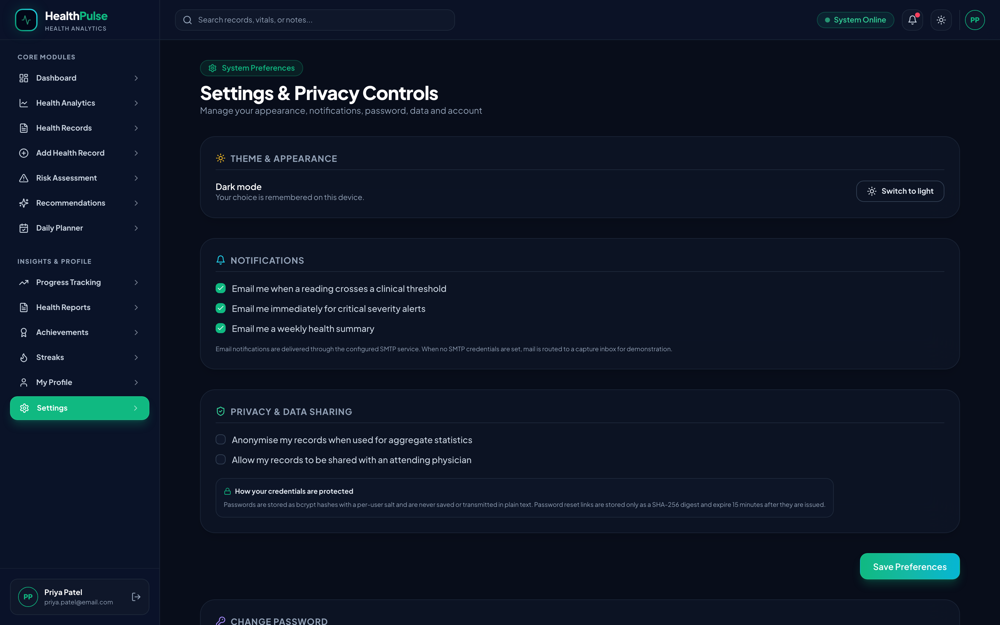 HealthPulse
HEALTH ANALYTICS
Search records, vitals, or notes...
System Online
PP
CORE MODULES
Dashboard
Health Analytics
Health Records
Add Health Record
Risk Assessment
Recommendations
Daily Planner
INSIGHTS & PROFILE
Progress Tracking
Health Reports
Achievements
Streaks
My Profile
Settings
PP
Priya Patel
priya.patel@email.com
System Preferences
Settings & Privacy Controls
Manage your appearance, notifications, password, data and account
THEME & APPEARANCE
Dark mode
Your choice is remembered on this device.
Switch to light
NOTIFICATIONS
Email me when a reading crosses a clinical threshold
Email me immediately for critical severity alerts
Email me a weekly health summary
Email notifications are delivered through the configured SMTP service. When no SMTP credentials are set, mail is routed to a capture inbox for demonstration.
PRIVACY & DATA SHARING
Anonymise my records when used for aggregate statistics
Allow my records to be shared with an attending physician
How your credentials are protected
Passwords are stored as bcrypt hashes with a per-user salt and are never saved or transmitted in plain text. Password reset links are stored only as a SHA-256 digest and expire 15 minutes after they are issued.
Save Preferences
CHANGE PASSWORD